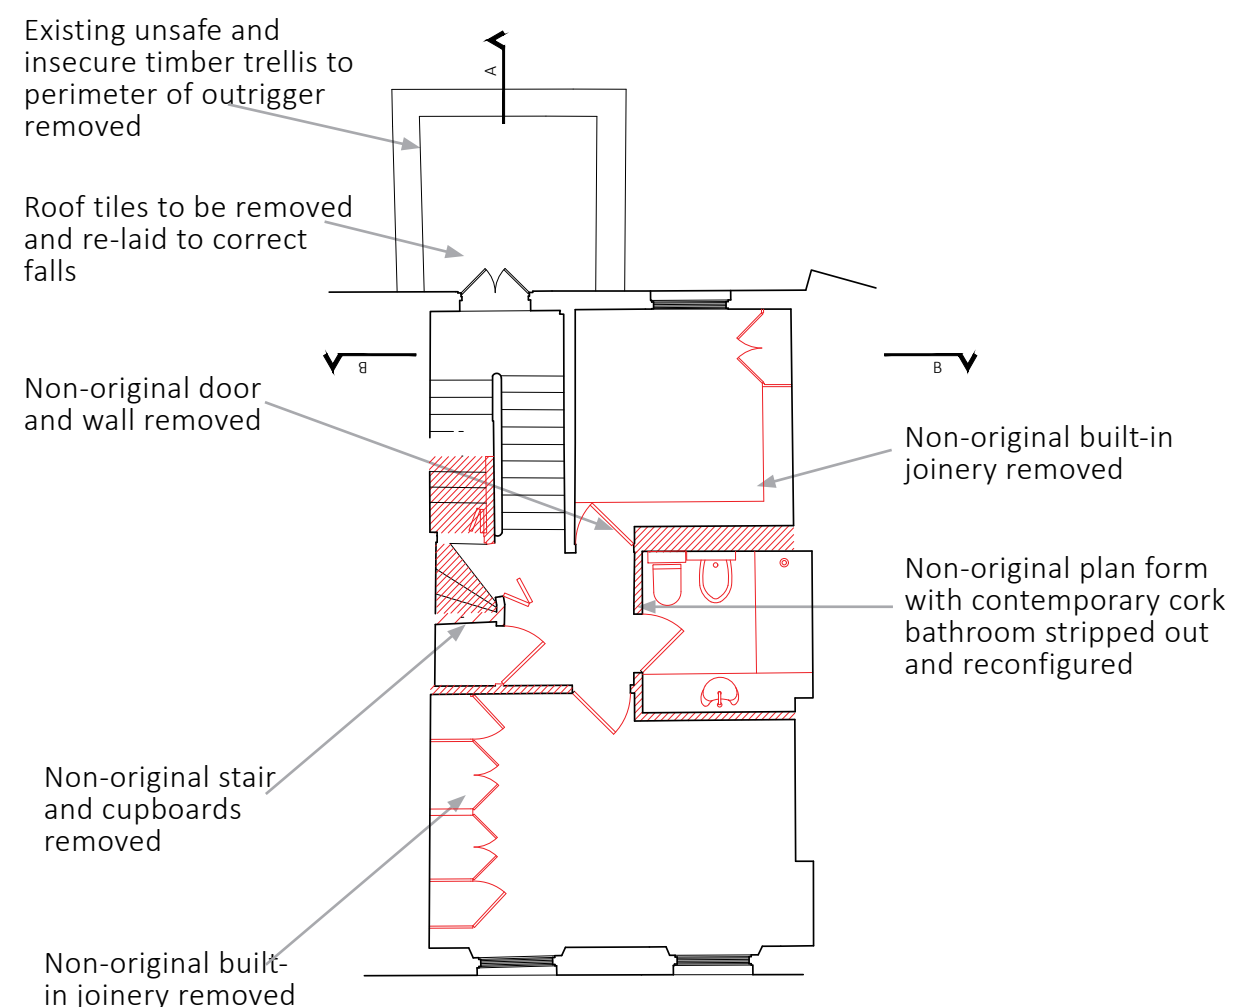 Existing unsafe and
insecure timber trellis to
perimeter of outrigger
removed
A
Roof tiles to be removed
and re-laid to correct
falls
B
B
Non-original door
and wall removed
Non-original built-in
joinery removed
Non-original plan form
with contemporary cork
bathroom stripped out
and reconfigured
Non-original stair
and cupboards
removed
Non-original built-
in joinery removed